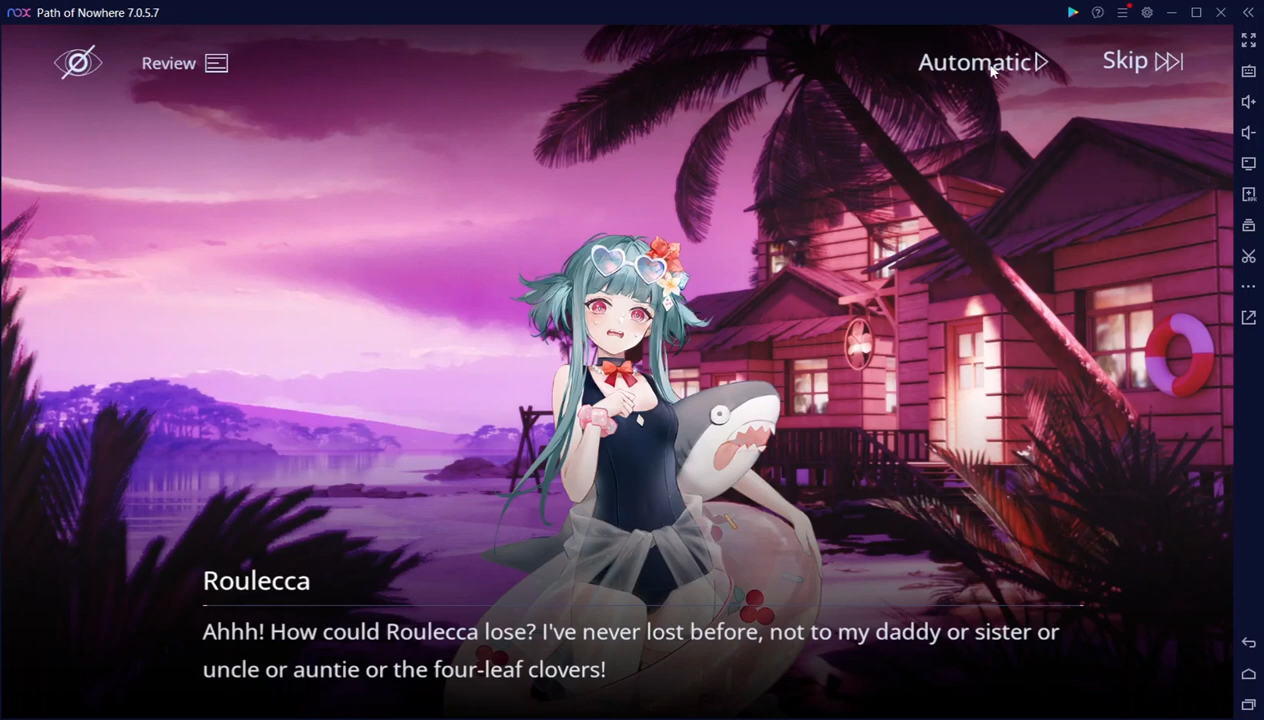 nox Path of Nowhere 7.0.5.7
Review
Automatic
Skip
Roulecca
Ahhh! How could Roulecca lose? I've never lost before, not to my daddy or sister or
uncle or auntie or the four-leaf clovers!